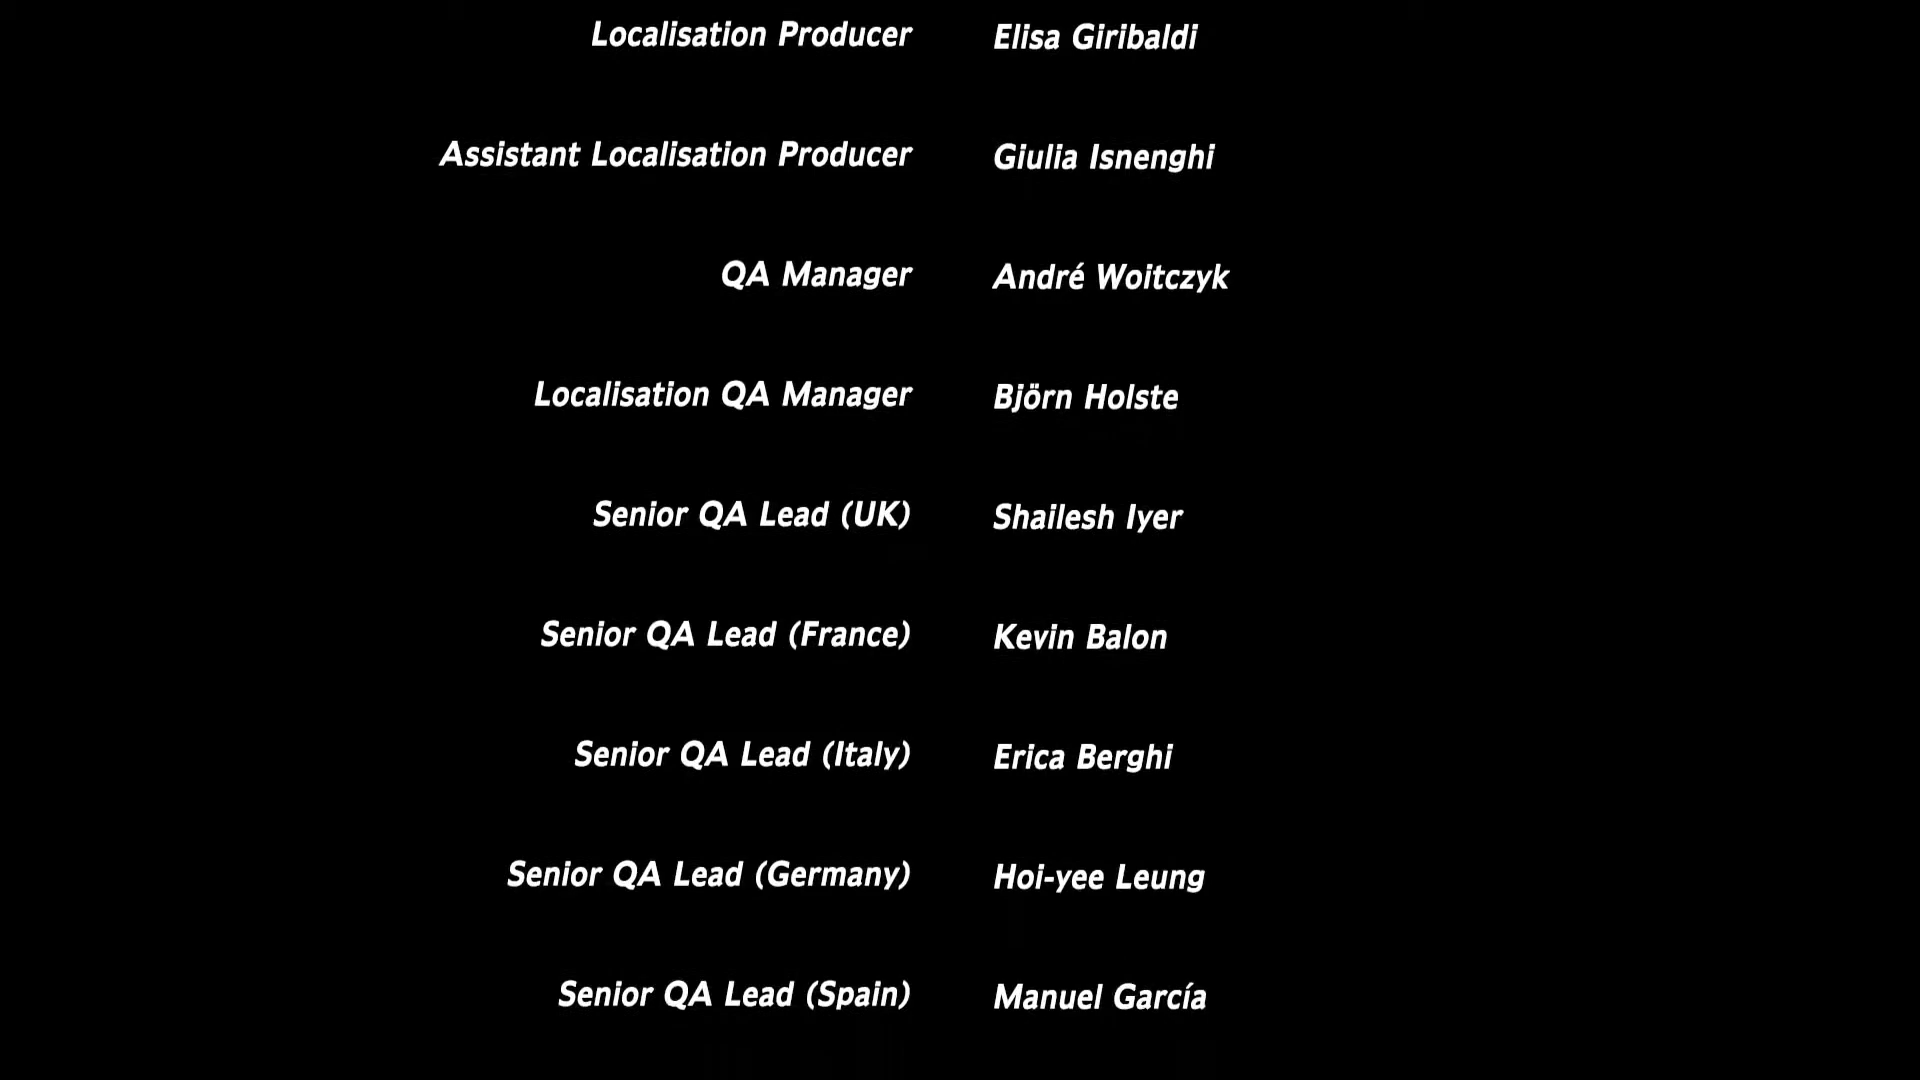 Localisation Producer Elisa Giribaldi
Assistant Localisation Producer Giulia Isnenghi
QA Manager André Woitczyk
Localisation QA Manager Björn Holste
Senior QA Lead (UK) Shailesh Iyer
Senior QA Lead (France) Kevin Balon
Senior QA Lead (Italy) Erica Berghi
Senior QA Lead (Germany) Hoi-yee Leung
Senior QA Lead (Spain) Manuel García